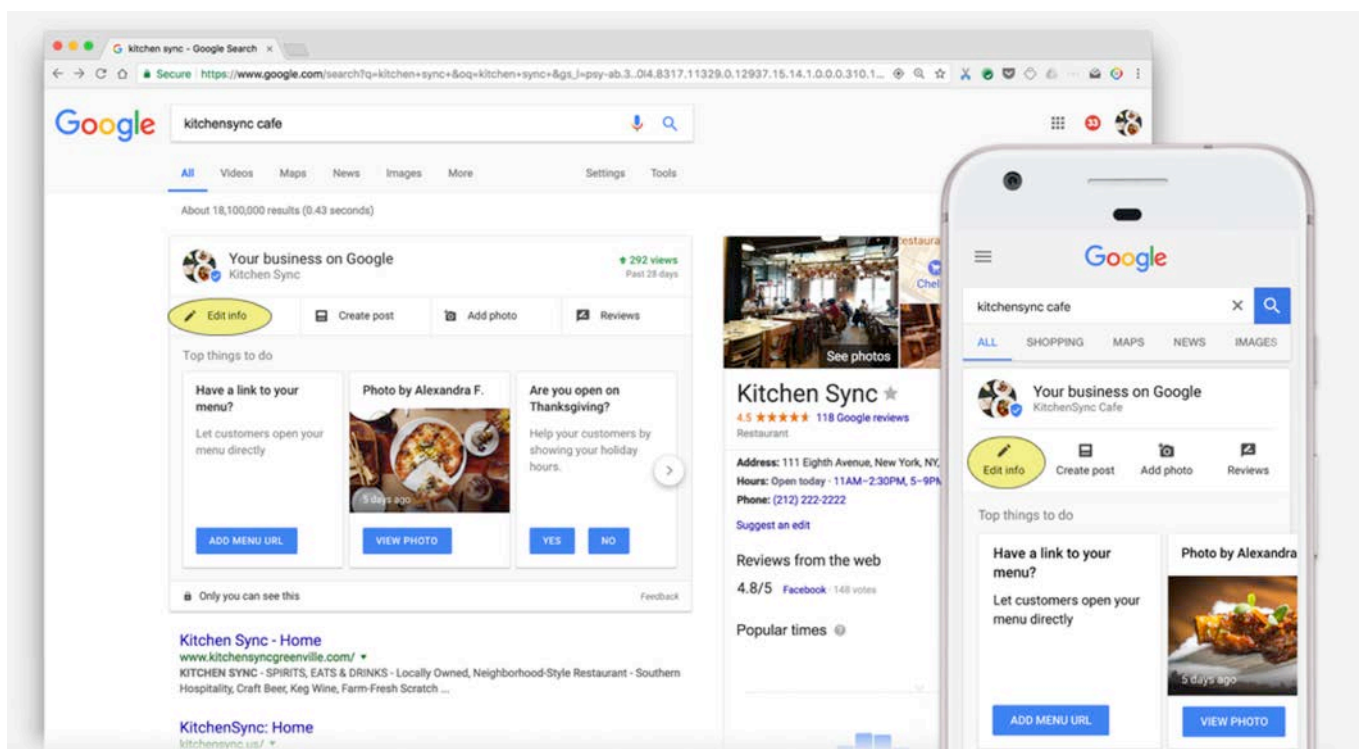 kitchen sync - Google Search
Secure https://www.google.com/search?q=kitchen+sync+&oq=kitchen+sync+&gs_l=psy-ab.3..0l4.8317.11329.0.12937.15.14.1.0.0.0.310.1...
Google
kitchensync cafe
33
All Videos Maps News Images More Settings Tools
About 18,100,000 results (0.43 seconds)
Your business on Google
Kitchen Sync
292 views
Past 28 days
Edit info Create post Add photo Reviews
Top things to do
Have a link to your
menu?
Let customers open your
menu directly
ADD MENU URL
Photo by Alexandra F.
5 days ago
VIEW PHOTO
Are you open on
Thanksgiving?
Help your customers by
showing your holiday
hours.
YES NO
Only you can see this
Feedback
Kitchen Sync - Home
www.kitchensyncgreenville.com/
KITCHEN SYNC - SPIRITS, EATS & DRINKS - Locally Owned, Neighborhood-Style Restaurant - Southern
Hospitality, Craft Beer, Keg Wine, Farm-Fresh Scratch ...
KitchenSync: Home
kitchensync.us/
See photos
Kitchen Sync
4.5 118 Google reviews
Restaurant
Address: 111 Eighth Avenue, New York, NY,
Hours: Open today · 11AM–2:30PM, 5–9PM
Phone: (212) 222-2222
Suggest an edit
Reviews from the web
4.8/5 Facebook · 148 votes
Popular times
Google
kitchensync cafe
ALL SHOPPING MAPS NEWS IMAGES
Your business on Google
KitchenSync Cafe
Edit info Create post Add photo Reviews
Top things to do
Have a link to your
menu?
Let customers open your
menu directly
ADD MENU URL
Photo by Alexandra
5 days ago
VIEW PHOTO